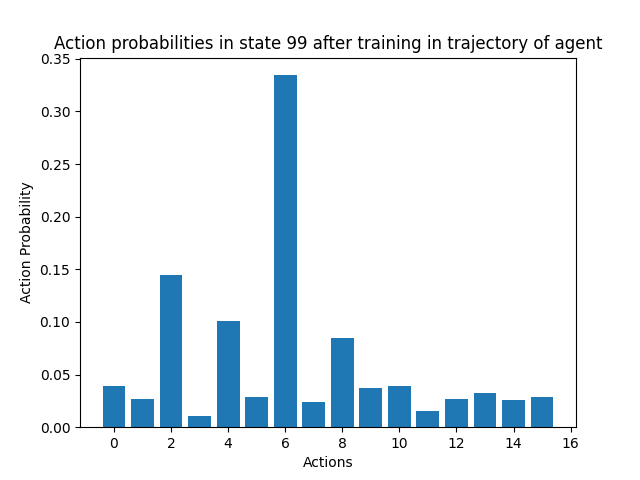 Action probabilities in state 99 after training in trajectory of agent
0.35
0.30
0.25
0.20
0.15
0.10
0.05
0.00
Action Probability
0 2 4 6 8 10 12 14 16
Actions